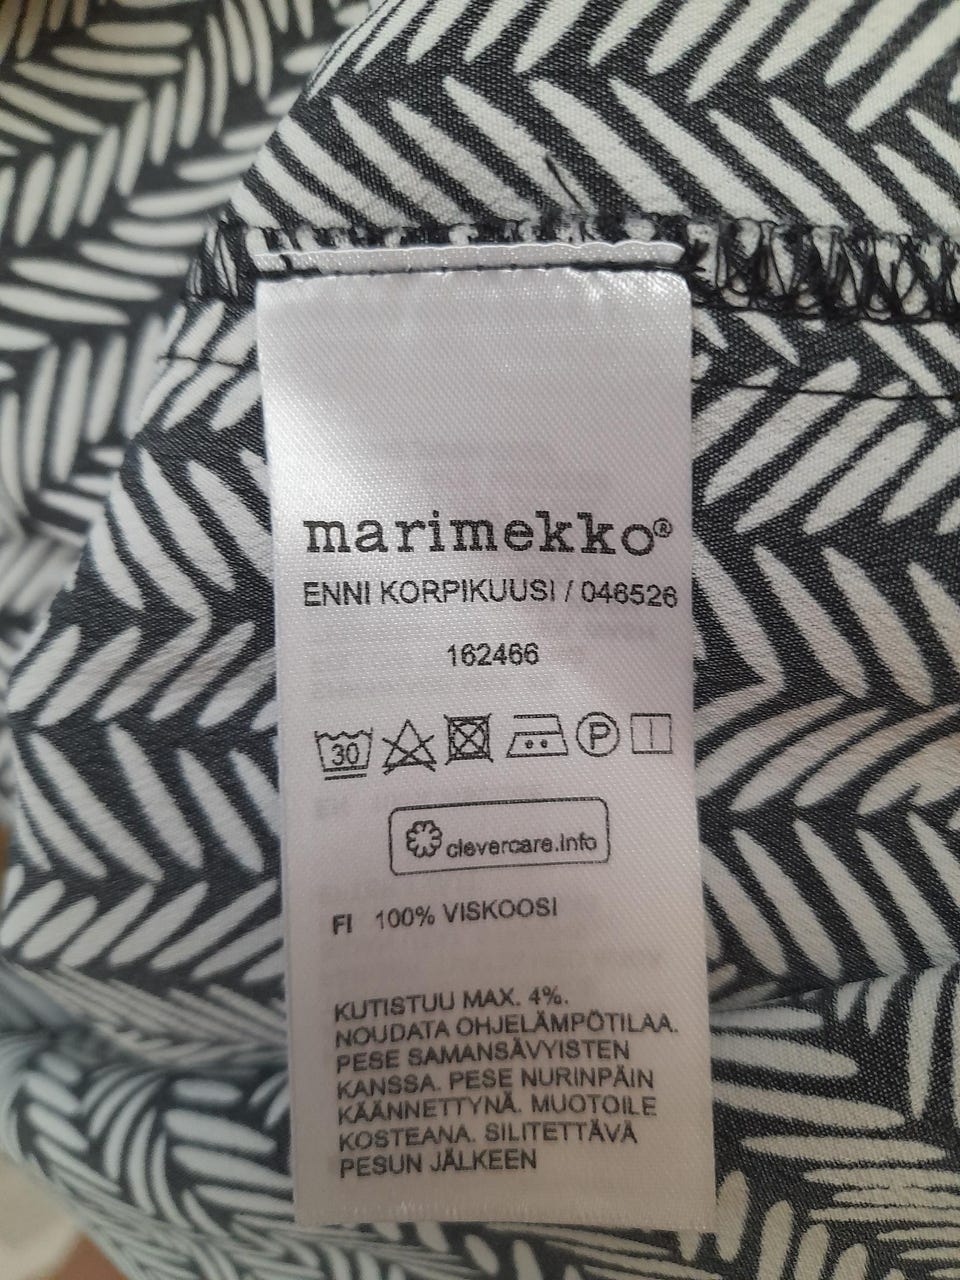 marimekko®
ENNI KORPIKUUSI / 046526
162466
30 P
clevercare.info
FI 100% VISKOOSI
KUTISTUU MAX. 4%.
NOUDATA OHJELÄMPÖTILAA.
PESE SAMANSÄVYISTEN
KANSSA. PESE NURINPÄIN
KÄÄNNETTYNÄ. MUOTOILE
KOSTEANA. SILITETTÄVÄ
PESUN JÄLKEEN